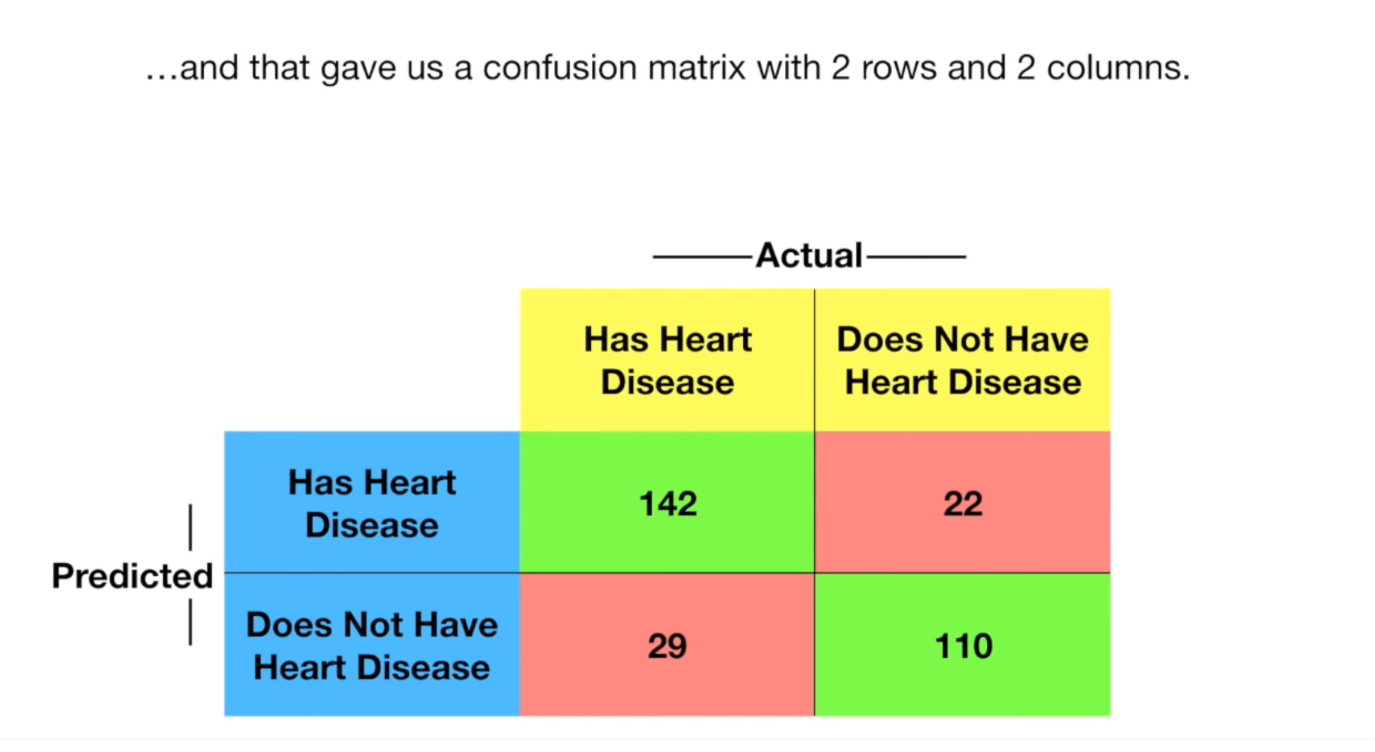 …and that gave us a confusion matrix with 2 rows and 2 columns.
Actual
Has Heart
Disease
Does Not Have
Heart Disease
Predicted
Has Heart
Disease
142
22
Does Not Have
Heart Disease
29
110